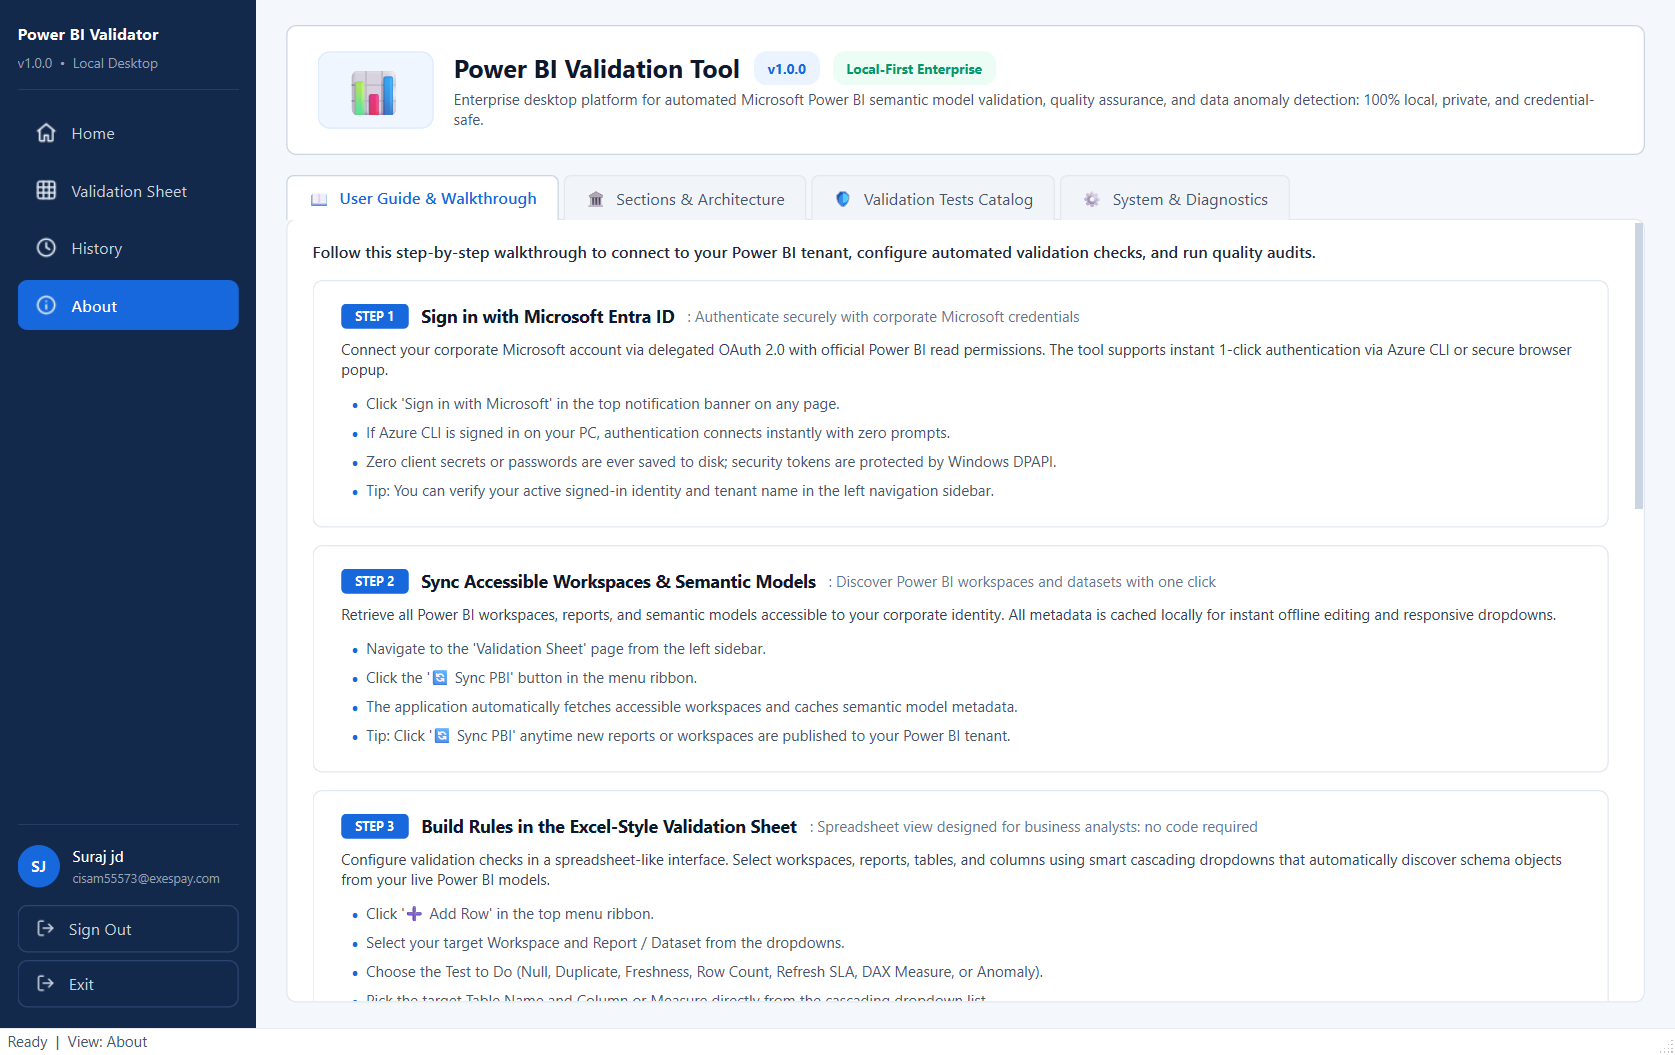 Power BI Validator
v1.0.0 • Local Desktop
Home
Validation Sheet
History
About
SJ
Suraj jd
cisam55573@exespay.com
Sign Out
Exit
Power BI Validation Tool v1.0.0 Local-First Enterprise
Enterprise desktop platform for automated Microsoft Power BI semantic model validation, quality assurance, and data anomaly detection: 100% local, private, and credential-
safe.
User Guide & Walkthrough Sections & Architecture Validation Tests Catalog System & Diagnostics
Follow this step-by-step walkthrough to connect to your Power BI tenant, configure automated validation checks, and run quality audits.
STEP 1 Sign in with Microsoft Entra ID : Authenticate securely with corporate Microsoft credentials
Connect your corporate Microsoft account via delegated OAuth 2.0 with official Power BI read permissions. The tool supports instant 1-click authentication via Azure CLI or secure browser
popup.
• Click 'Sign in with Microsoft' in the top notification banner on any page.
• If Azure CLI is signed in on your PC, authentication connects instantly with zero prompts.
• Zero client secrets or passwords are ever saved to disk; security tokens are protected by Windows DPAPI.
• Tip: You can verify your active signed-in identity and tenant name in the left navigation sidebar.
STEP 2 Sync Accessible Workspaces & Semantic Models : Discover Power BI workspaces and datasets with one click
Retrieve all Power BI workspaces, reports, and semantic models accessible to your corporate identity. All metadata is cached locally for instant offline editing and responsive dropdowns.
• Navigate to the 'Validation Sheet' page from the left sidebar.
• Click the '🔄 Sync PBI' button in the menu ribbon.
• The application automatically fetches accessible workspaces and caches semantic model metadata.
• Tip: Click '🔄 Sync PBI' anytime new reports or workspaces are published to your Power BI tenant.
STEP 3 Build Rules in the Excel-Style Validation Sheet : Spreadsheet view designed for business analysts: no code required
Configure validation checks in a spreadsheet-like interface. Select workspaces, reports, tables, and columns using smart cascading dropdowns that automatically discover schema objects
from your live Power BI models.
• Click '➕ Add Row' in the top menu ribbon.
• Select your target Workspace and Report / Dataset from the dropdowns.
• Choose the Test to Do (Null, Duplicate, Freshness, Row Count, Refresh SLA, DAX Measure, or Anomaly).
• Pick the target Table Name and Column or Measure directly from the cascading dropdown list.
Ready | View: About